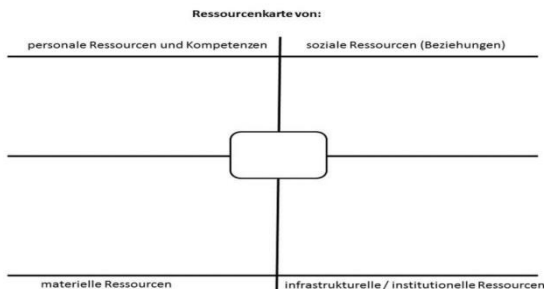 Ressourcenkarte von:
personale Ressourcen und Kompetenzen
soziale Ressourcen (Beziehungen)
materielle Ressourcen
infrastrukturelle / institutionelle Ressourcen